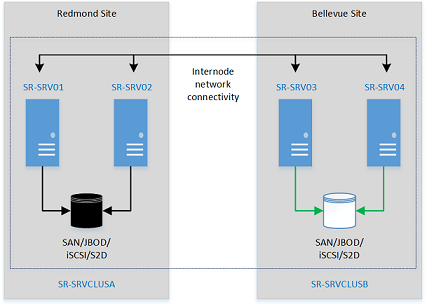 Redmond Site
Bellevue Site
SR-SRV01
SR-SRV02
Internode
network
connectivity
SR-SRV03
SR-SRV04
SAN/JBOD/
iSCSI/S2D
SAN/JBOD/
iSCSI/S2D
SR-SRVCLUSA
SR-SRVCLUSB